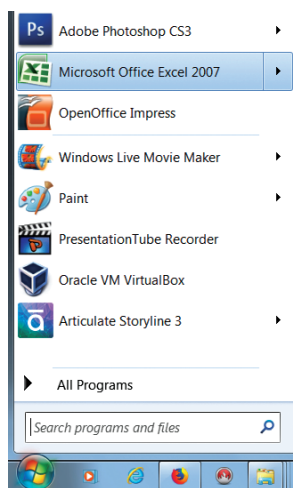 Ps Adobe Photoshop CS3
Microsoft Office Excel 2007
OpenOffice Impress
Windows Live Movie Maker
Paint
PresentationTube Recorder
Oracle VM VirtualBox
ā Articulate Storyline 3
All Programs
Search programs and files